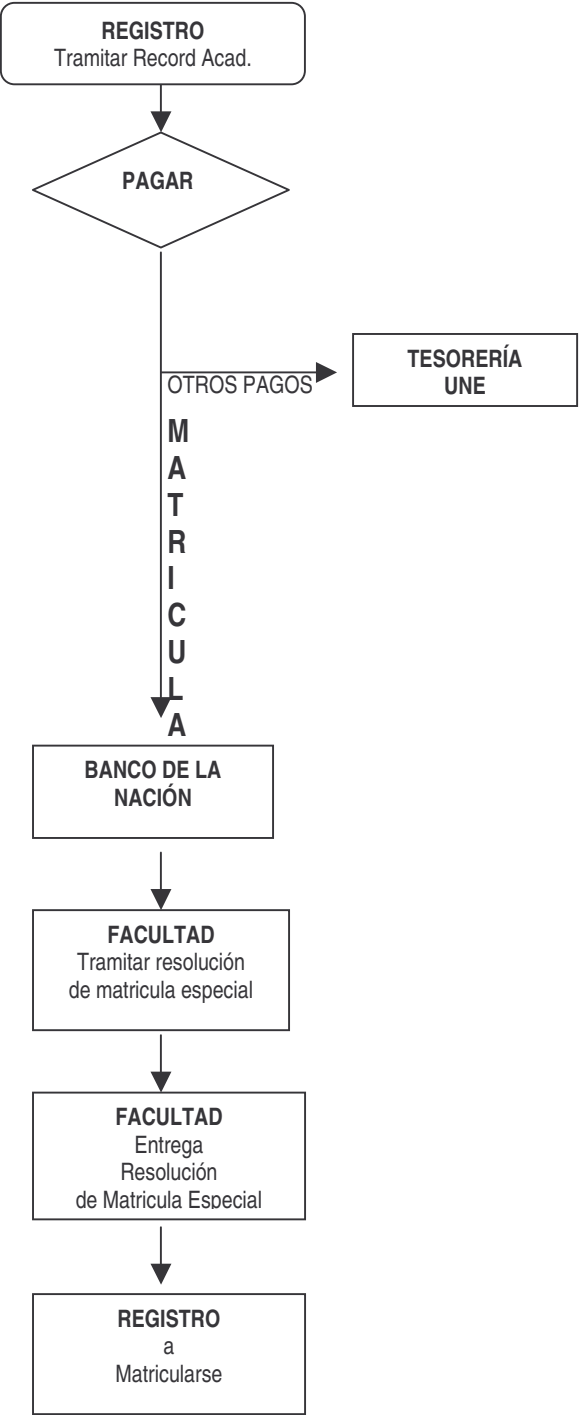 REGISTRO
Tramitar Record Acad.
PAGAR
TESORERÍA
UNE
OTROS PAGOS
M
A
T
R
I
C
U
L
A
BANCO DE LA
NACIÓN
FACULTAD
Tramitar resolución
de matricula especial
FACULTAD
Entrega
Resolución
de Matricula Especial
REGISTRO
a
Matricularse